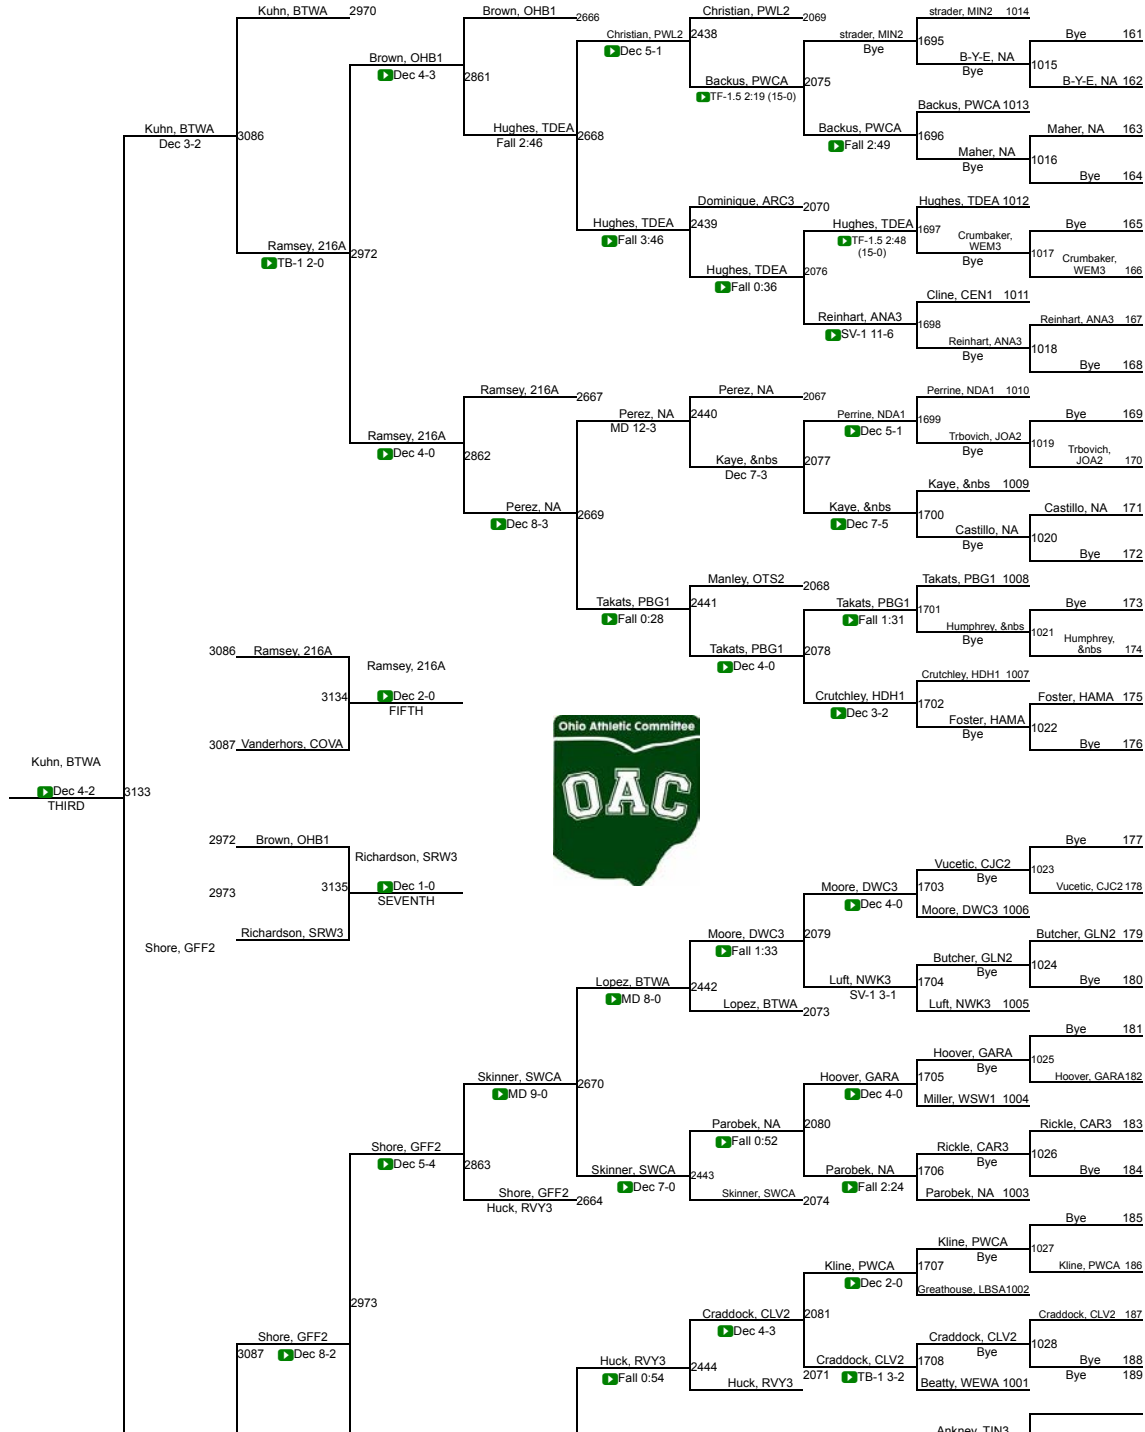 Kuhn, BTWA 2970
Brown, OHB1 2666
Christian, PWL2 2069
strader, MIN2 1014
Christian, PWL2 2438
Dec 5-1
strader, MIN2 1695
Bye
Bye 161
Brown, OHB1
Dec 4-3
2861
B-Y-E, NA 1015
Bye
B-Y-E, NA 162
Backus, PWCA 2075
TF-1.5 2:19 (15-0)
Backus, PWCA 1013
Kuhn, BTWA 3086
Dec 3-2
Hughes, TDEA 2668
Fall 2:46
Backus, PWCA 1696
Fall 2:49
Maher, NA 163
Maher, NA 1016
Bye
Bye 164
Dominique, ARC3 2070
Hughes, TDEA 1012
Hughes, TDEA 2439
Fall 3:46
Hughes, TDEA 1697
TF-1.5 2:48
(15-0)
Bye 165
Ramsey, 216A 2972
TB-1 2-0
Crumbaker,
WEM3 1017
Bye
Crumbaker,
WEM3 166
Hughes, TDEA 2076
Fall 0:36
Cline, CEN1 1011
Reinhart, ANA3 1698
SV-1 11-6
Reinhart, ANA3 167
Reinhart, ANA3 1018
Bye
Bye 168
Ramsey, 216A 2667
Perez, NA 2067
Perrine, NDA1 1010
Perez, NA 2440
MD 12-3
Perrine, NDA1 1699
Dec 5-1
Bye 169
Ramsey, 216A 2862
Dec 4-0
Trbovich, JOA2 1019
Bye
Trbovich,
JOA2 170
Kaye, &nbs 2077
Dec 7-3
Kaye, &nbs 1009
Perez, NA 2669
Dec 8-3
Kaye, &nbs 1700
Dec 7-5
Castillo, NA 171
Castillo, NA 1020
Bye
Bye 172
Manley, OTS2 2068
Takats, PBG1 1008
Takats, PBG1 2441
Fall 0:28
Takats, PBG1 1701
Fall 1:31
Bye 173
Humphrey, &nbs 1021
Bye
Humphrey,
&nbs 174
3086 Ramsey, 216A
Takats, PBG1 2078
Dec 4-0
Ramsey, 216A
Crutchley, HDH1 1007
3134 Dec 2-0
FIFTH
Crutchley, HDH1 1702
Dec 3-2
Foster, HAMA 175
Foster, HAMA 1022
Bye
Ohio Athletic Committee
OAC
3087 Vanderhors, COVA
Bye 176
Kuhn, BTWA
Dec 4-2 3133
THIRD
2972 Brown, OHB1
Bye 177
Richardson, SRW3
Vucetic, CJC2 1023
Bye
2973
3135 Dec 1-0
SEVENTH
Moore, DWC3 1703
Dec 4-0
Vucetic, CJC2 178
Moore, DWC3 1006
Richardson, SRW3
Shore, GFF2
Moore, DWC3 2079
Fall 1:33
Butcher, GLN2 179
Butcher, GLN2 1024
Bye
Lopez, BTWA 2442
MD 8-0
Luft, NWK3 1704
SV-1 3-1
Bye 180
Lopez, BTWA 2073
Luft, NWK3 1005
Bye 181
Hoover, GARA 1025
Bye
Skinner, SWCA 2670
MD 9-0
Hoover, GARA 1705
Dec 4-0
Hoover, GARA 182
Miller, WSW1 1004
Parobek, NA 2080
Fall 0:52
Rickle, CAR3 183
Shore, GFF2 2863
Dec 5-4
Rickle, CAR3 1026
Bye
Skinner, SWCA 2443
Dec 7-0
Parobek, NA 1706
Fall 2:24
Bye 184
Shore, GFF2 2664
Huck, RVY3
Skinner, SWCA 2074
Parobek, NA 1003
Bye 185
Kline, PWCA 1027
Bye
Kline, PWCA 1707
Dec 2-0
Kline, PWCA 186
Greathouse, LBSA 1002
2973
Craddock, CLV2 2081
Dec 4-3
Craddock, CLV2 187
Shore, GFF2
3087 Dec 8-2
Craddock, CLV2 1028
Bye
Huck, RVY3 2444
Fall 0:54
Craddock, CLV2 1708
TB-1 3-2
Bye 188
Huck, RVY3 2071
Beatty, WEWA 1001
Bye 189
Ankney, TIN3